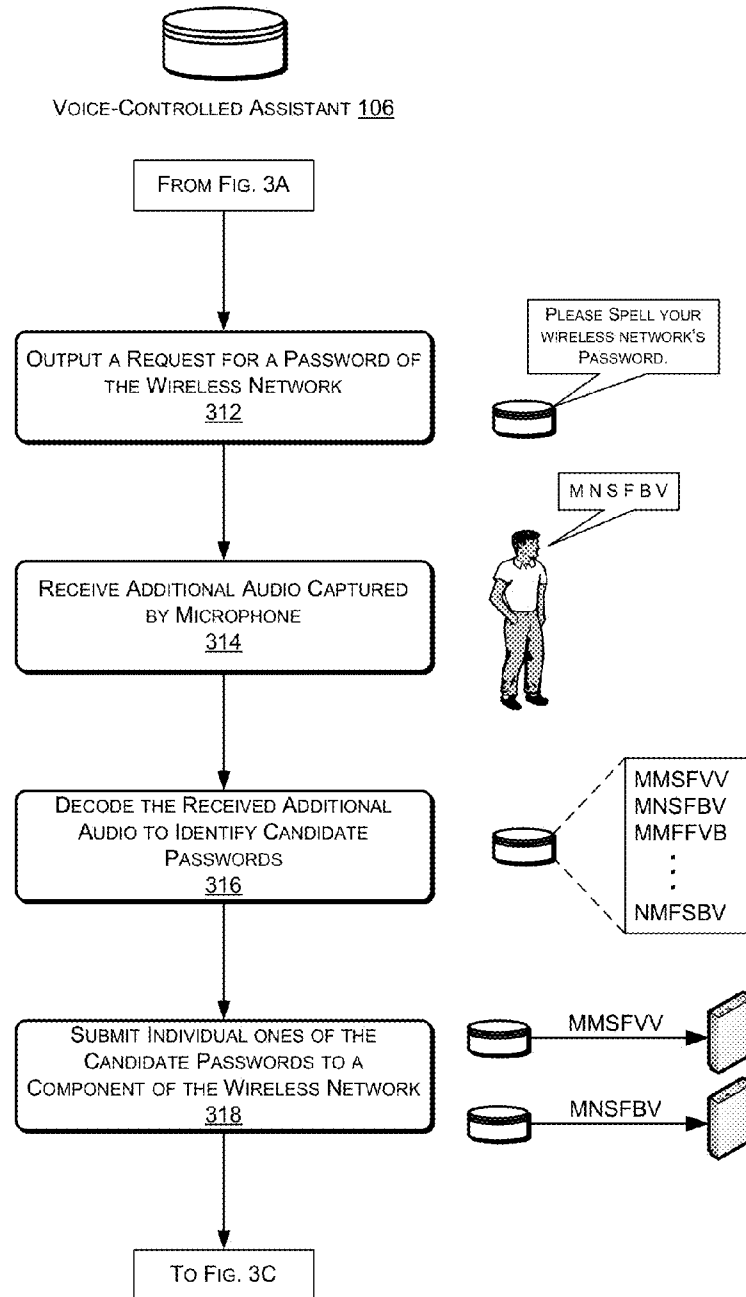 VOICE-CONTROLLED ASSISTANT 106
FROM FIG. 3A
OUTPUT A REQUEST FOR A PASSWORD OF
THE WIRELESS NETWORK
312
PLEASE SPELL YOUR
WIRELESS NETWORK'S
PASSWORD.
M N S F B V
RECEIVE ADDITIONAL AUDIO CAPTURED
BY MICROPHONE
314
DECODE THE RECEIVED ADDITIONAL
AUDIO TO IDENTIFY CANDIDATE
PASSWORDS
316
MMSFVV
MNSFBV
MMFFVB
.
.
.
NMFSBV
SUBMIT INDIVIDUAL ONES OF THE
CANDIDATE PASSWORDS TO A
COMPONENT OF THE WIRELESS NETWORK
318
MMSFVV
MNSFBV
TO FIG. 3C